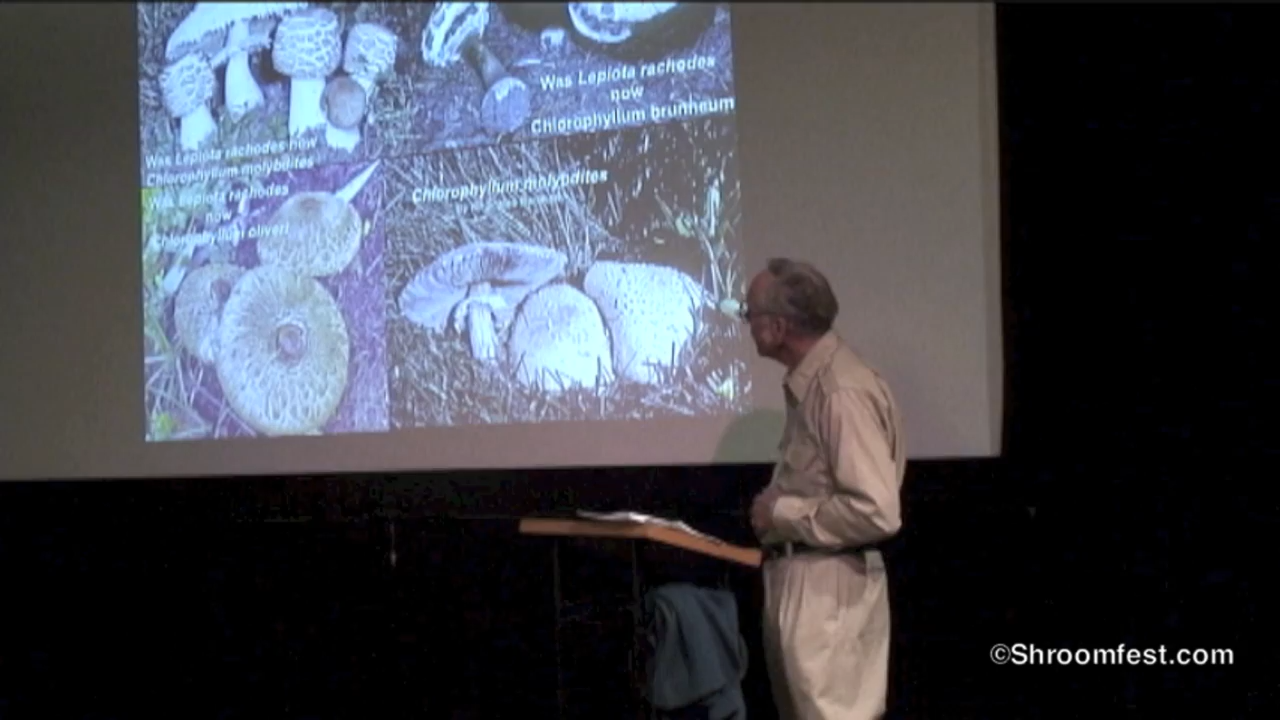 Was Lepiota rachodes
now
Chlorophyllum brunneum
Was Lepiota rachodes now
Chlorophyllum molybdites
Was Lepiota rachodes
now
Chlorophyllum oliveri
Chlorophyllum molybdites
©Shroomfest.com